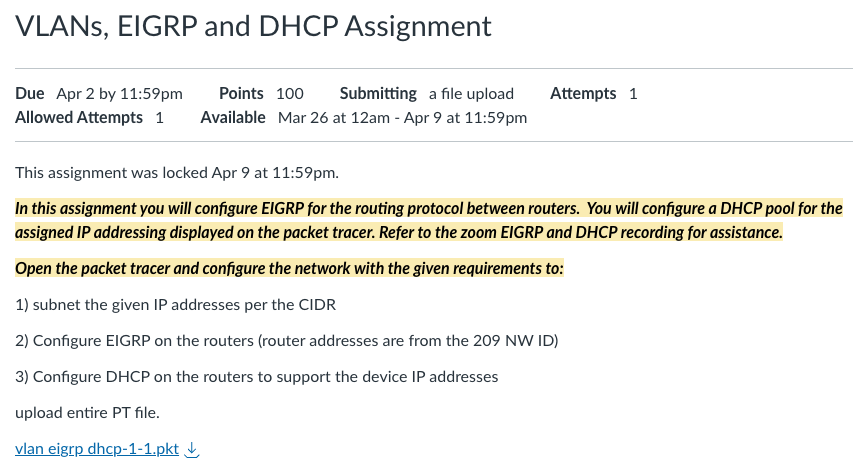 VLANs, EIGRP and DHCP Assignment
Due Apr 2 by 11:59pm Points 100 Submitting a file upload Attempts 1
Allowed Attempts 1 Available Mar 26 at 12am - Apr 9 at 11:59pm
This assignment was locked Apr 9 at 11:59pm.
In this assignment you will configure EIGRP for the routing protocol between routers. You will configure a DHCP pool for the
assigned IP addressing displayed on the packet tracer. Refer to the zoom EIGRP and DHCP recording for assistance.
Open the packet tracer and configure the network with the given requirements to:
1) subnet the given IP addresses per the CIDR
2) Configure EIGRP on the routers (router addresses are from the 209 NW ID)
3) Configure DHCP on the routers to support the device IP addresses
upload entire PT file.
vlan eigrp dhcp-1-1.pkt